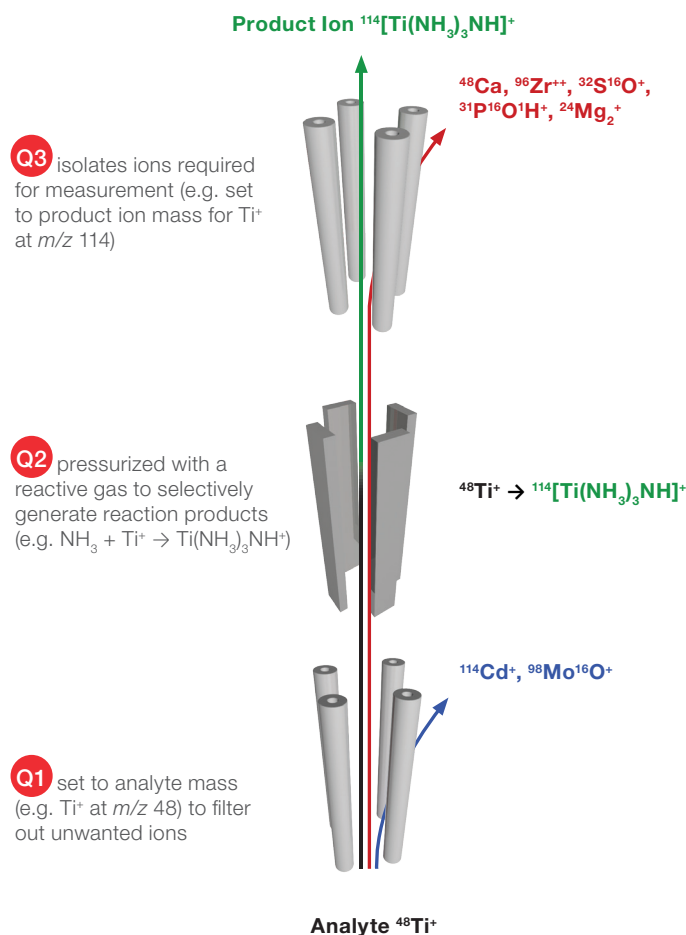 Product Ion ¹¹⁴[Ti(NH₃)₃NH]⁺
⁴⁸Ca, ⁹⁶Zr⁺⁺, ³²S¹⁶O⁺,
³¹P¹⁶O¹H⁺, ²⁴Mg₂⁺
Q3 isolates ions required
for measurement (e.g. set
to product ion mass for Ti⁺
at m/z 114)
Q2 pressurized with a
reactive gas to selectively
generate reaction products
(e.g. NH₃ + Ti⁺ → Ti(NH₃)₃NH⁺)
⁴⁸Ti⁺ → ¹¹⁴[Ti(NH₃)₃NH]⁺
¹¹⁴Cd⁺, ⁹⁸Mo¹⁶O⁺
Q1 set to analyte mass
(e.g. Ti⁺ at m/z 48) to filter
out unwanted ions
Analyte ⁴⁸Ti⁺